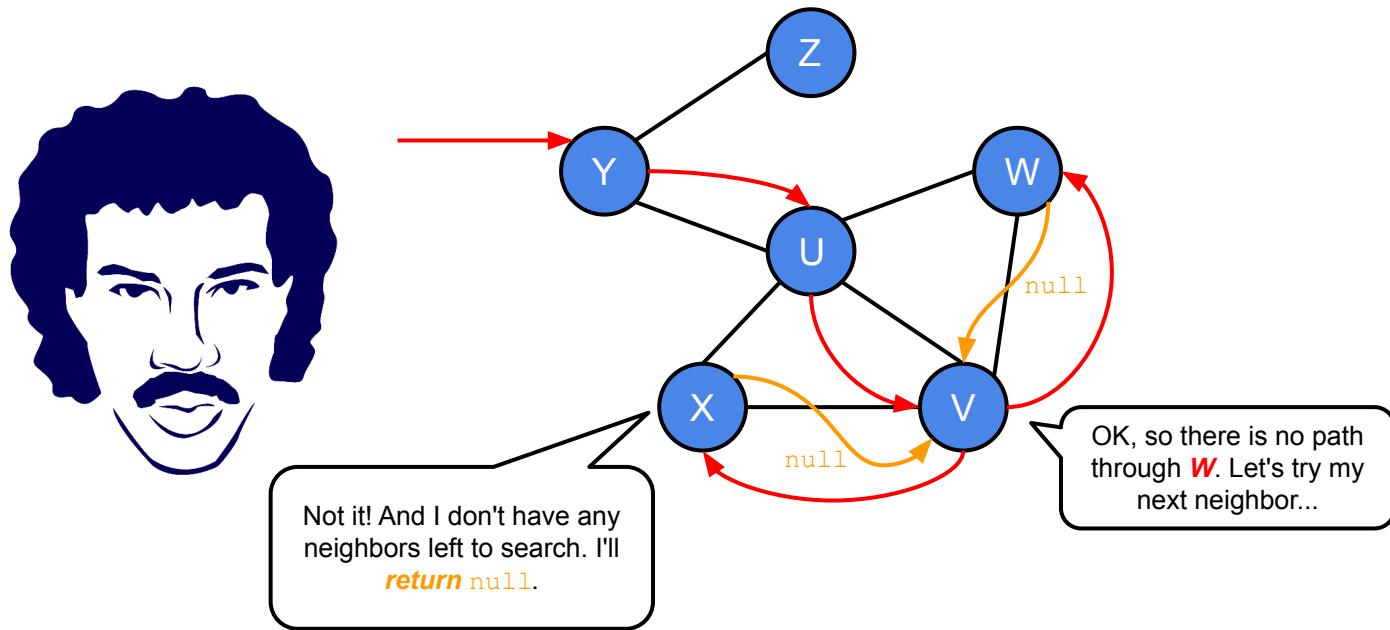 Z
Y
W
U
null
X
V
null
OK, so there is no path
through W. Let's try my
next neighbor...
Not it! And I don't have any
neighbors left to search. I'll
return null.